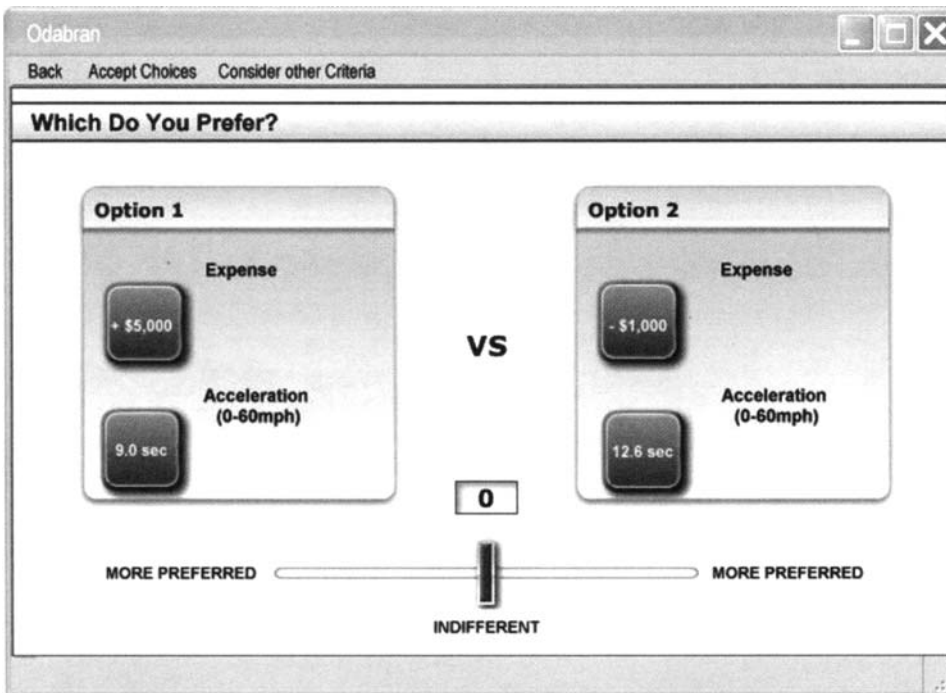 Odabran
Back Accept Choices Consider other Criteria
Which Do You Prefer?
Option 1
Expense
+ $5,000
Acceleration
(0-60mph)
9.0 sec
VS
Option 2
Expense
- $1,000
Acceleration
(0-60mph)
12.6 sec
0
MORE PREFERRED
MORE PREFERRED
INDIFFERENT